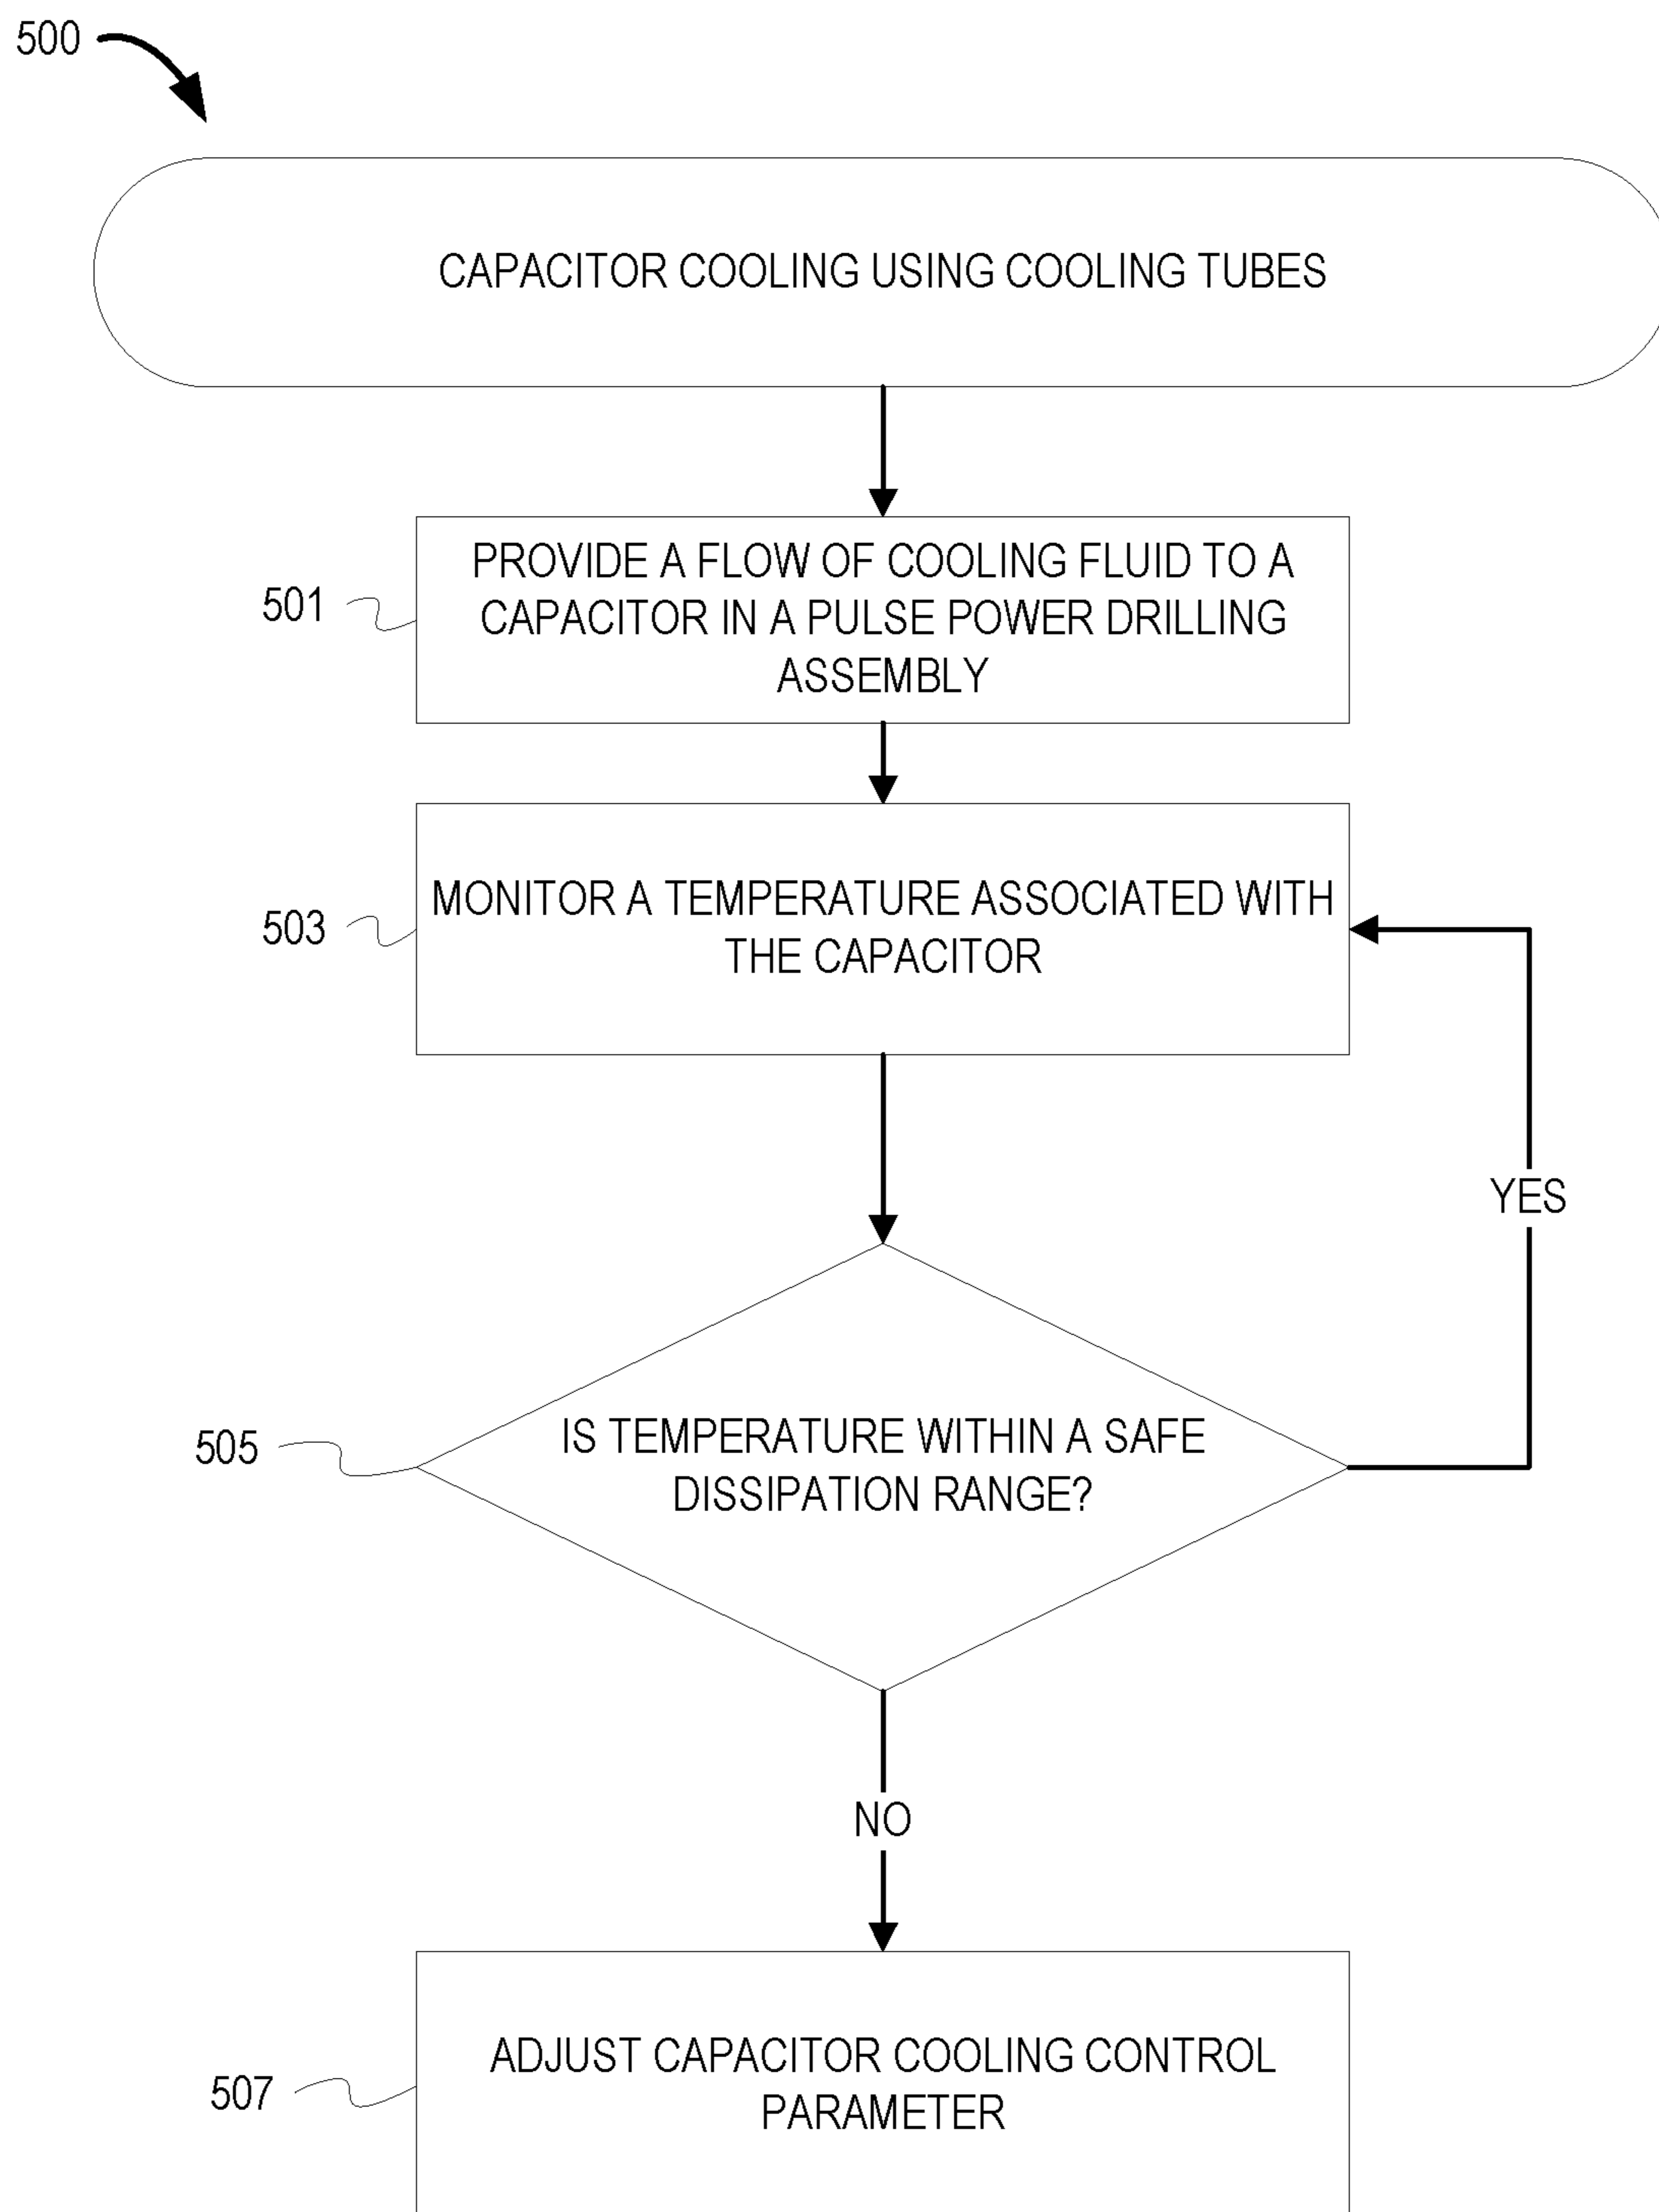 500
CAPACITOR COOLING USING COOLING TUBES
PROVIDE A FLOW OF COOLING FLUID TO A
CAPACITOR IN A PULSE POWER DRILLING
ASSEMBLY
501
MONITOR A TEMPERATURE ASSOCIATED WITH
THE CAPACITOR
503
YES
IS TEMPERATURE WITHIN A SAFE
DISSIPATION RANGE?
505
NO
ADJUST CAPACITOR COOLING CONTROL
PARAMETER
507